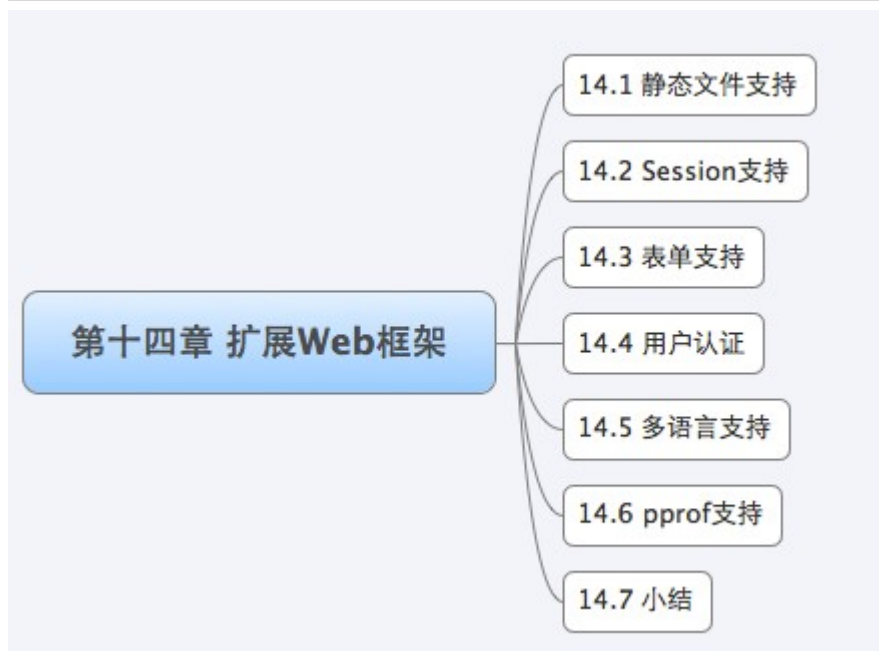 14.1 静态文件支持
14.2 Session支持
14.3 表单支持
第十四章 扩展Web框架
14.4 用户认证
14.5 多语言支持
14.6 pprof支持
14.7 小结